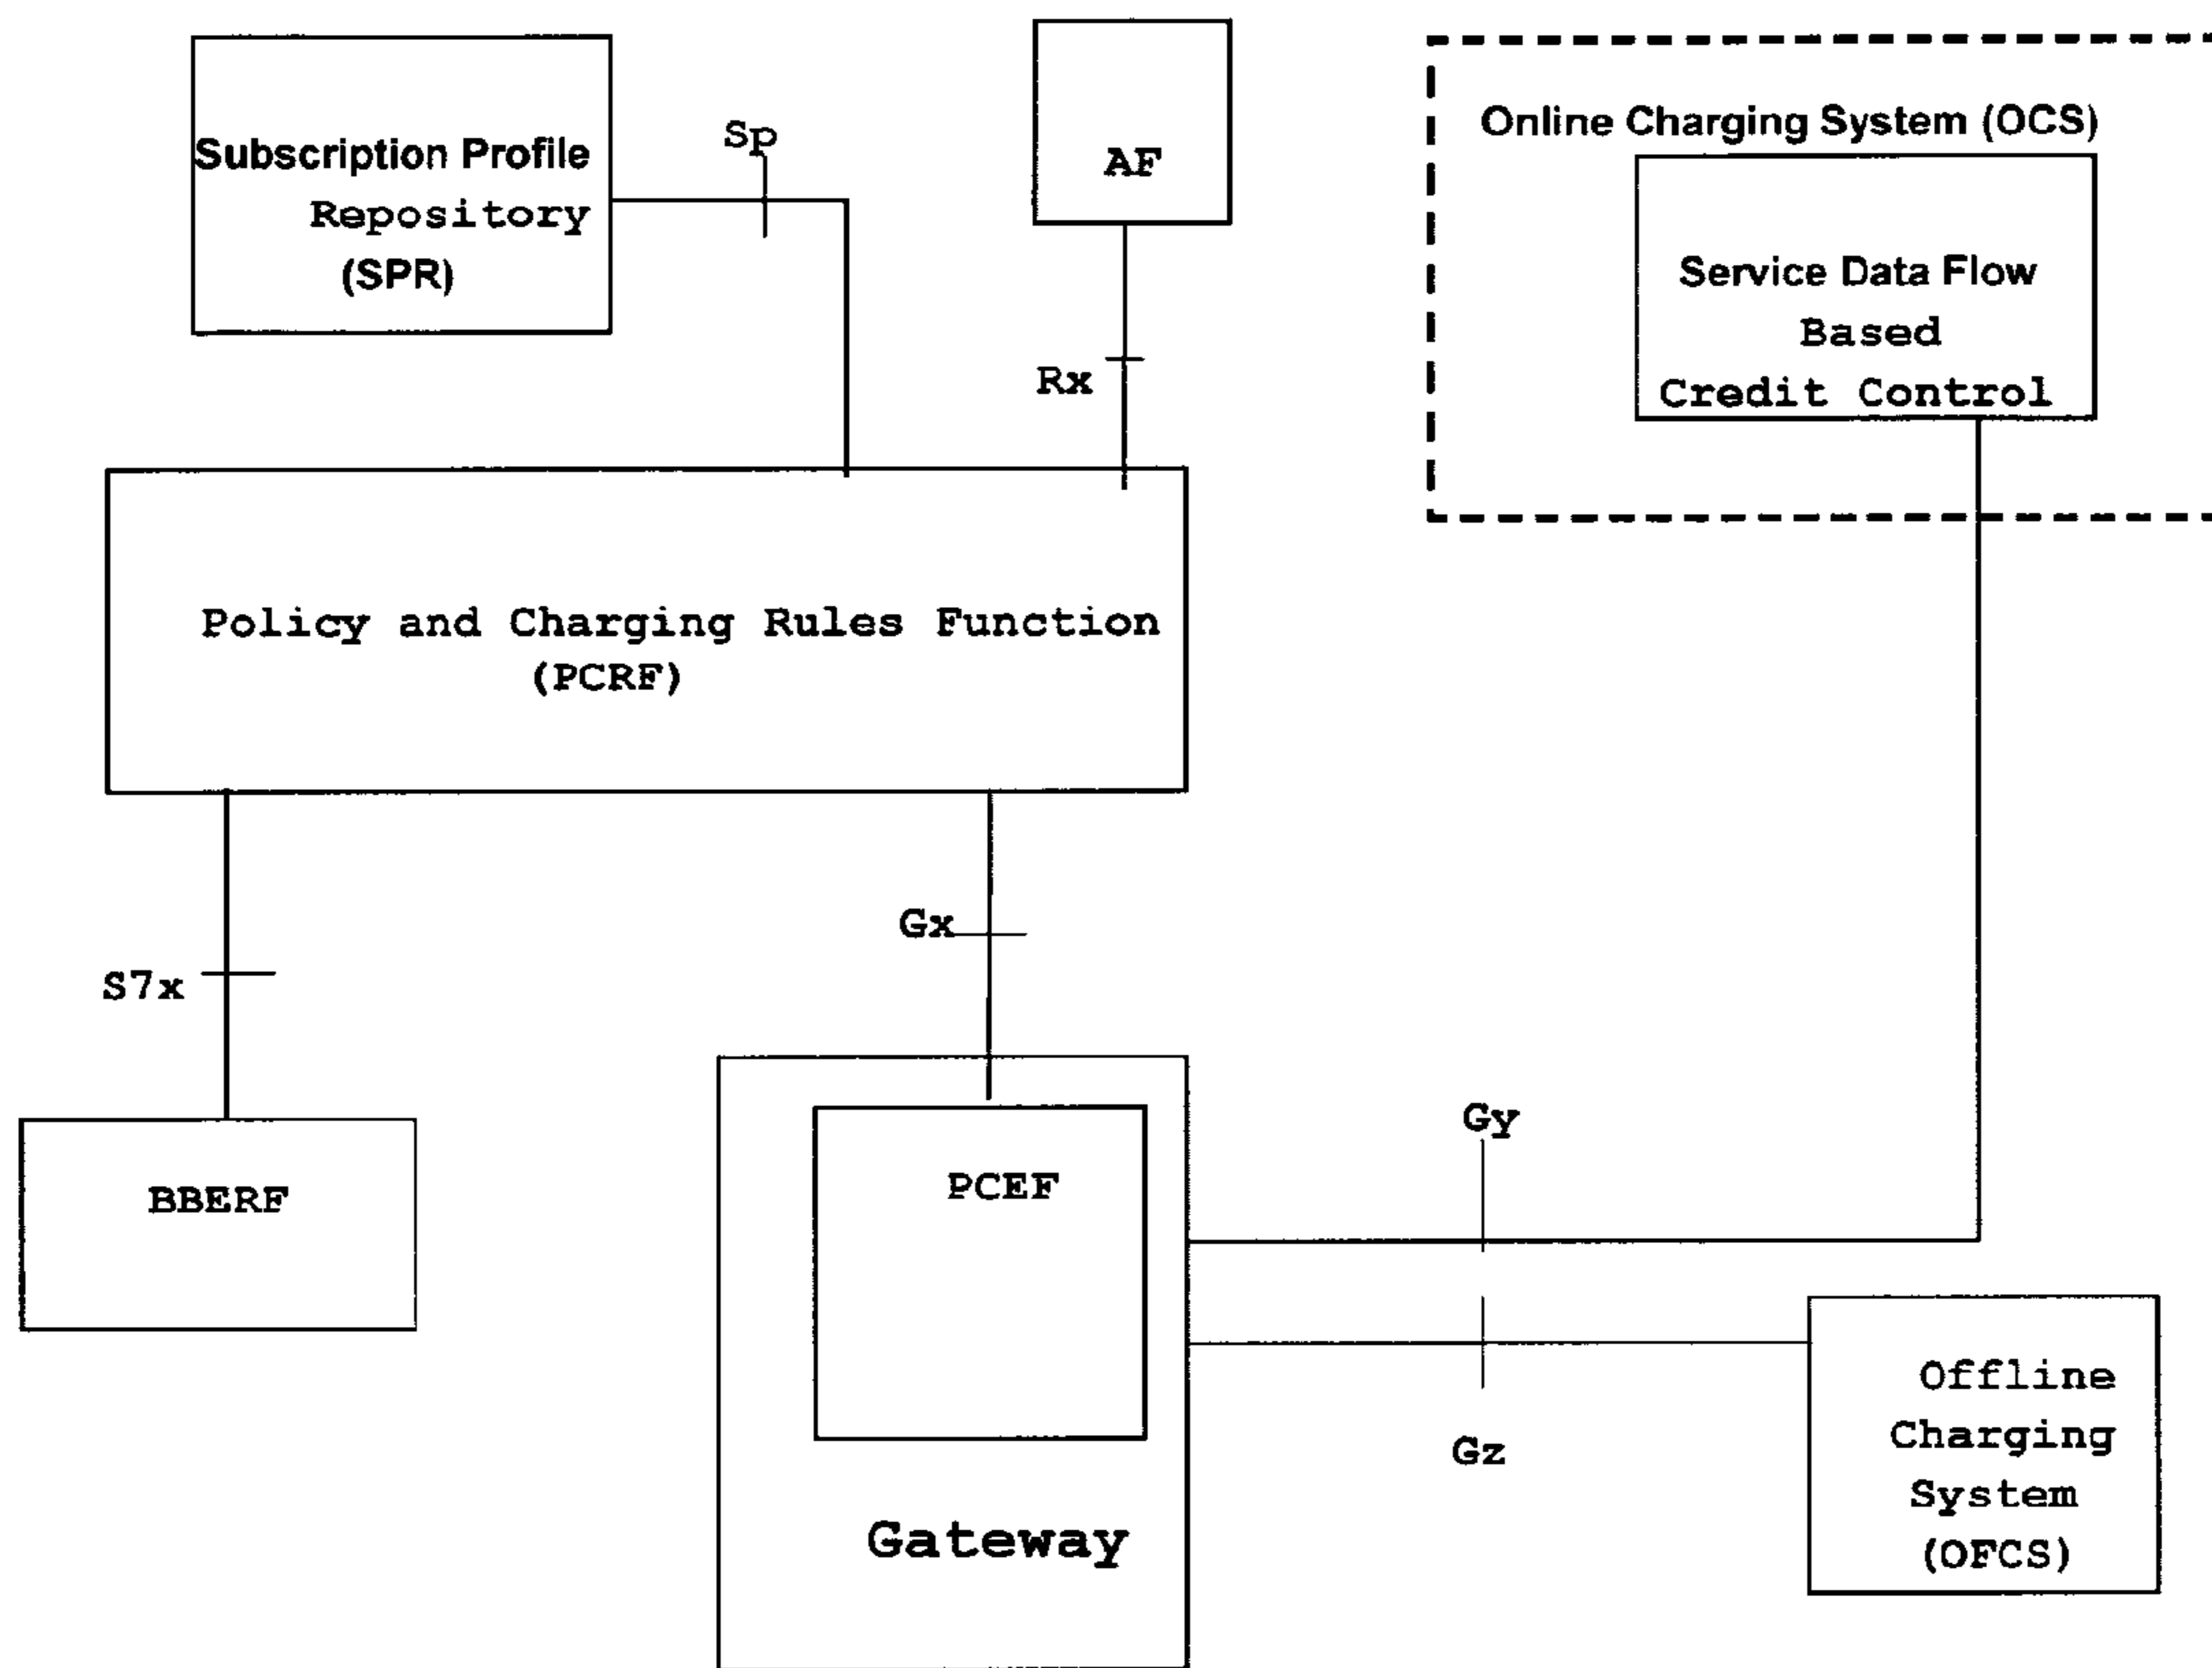 Subscription Profile
Repository
(SPR)
Sp
AF
Rx
Online Charging System (OCS)
Service Data Flow
Based
Credit Control
Policy and Charging Rules Function
(PCRF)
S7x
Gx
BBERF
PCEF
Gateway
Gy
Gz
Offline
Charging
System
(OFCS)